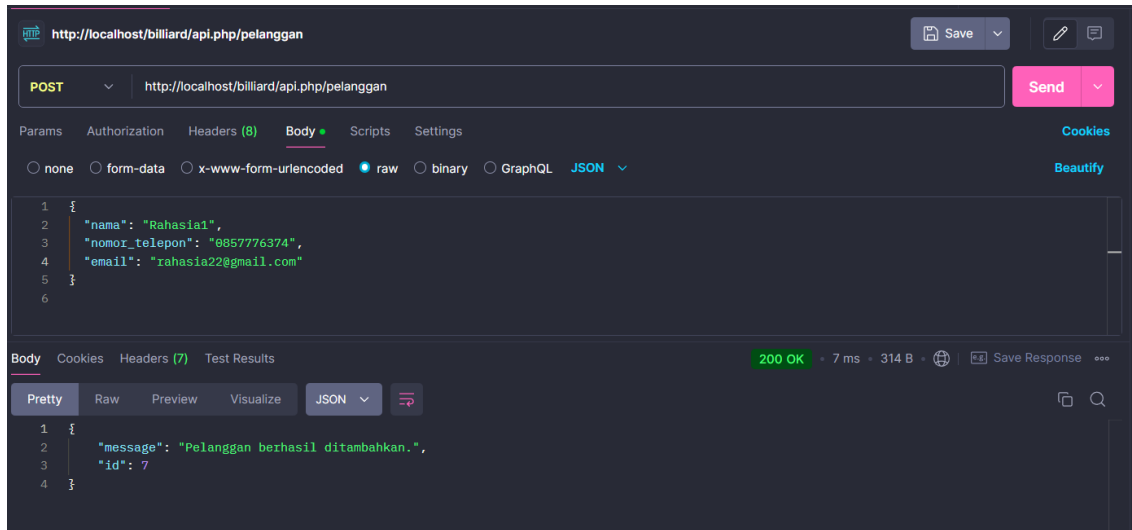 HTTP http://localhost/billiard/api.php/pelanggan Save
POST http://localhost/billiard/api.php/pelanggan Send
Params Authorization Headers (8) Body Scripts Settings Cookies
none form-data x-www-form-urlencoded raw binary GraphQL JSON Beautify
1 {
2 "nama": "Rahasia1",
3 "nomor_telepon": "0857776374",
4 "email": "rahasia22@gmail.com"
5 }
6
Body Cookies Headers (7) Test Results 200 OK 7 ms 314 B e.g. Save Response
Pretty Raw Preview Visualize JSON
1 {
2 "message": "Pelanggan berhasil ditambahkan.",
3 "id": 7
4 }